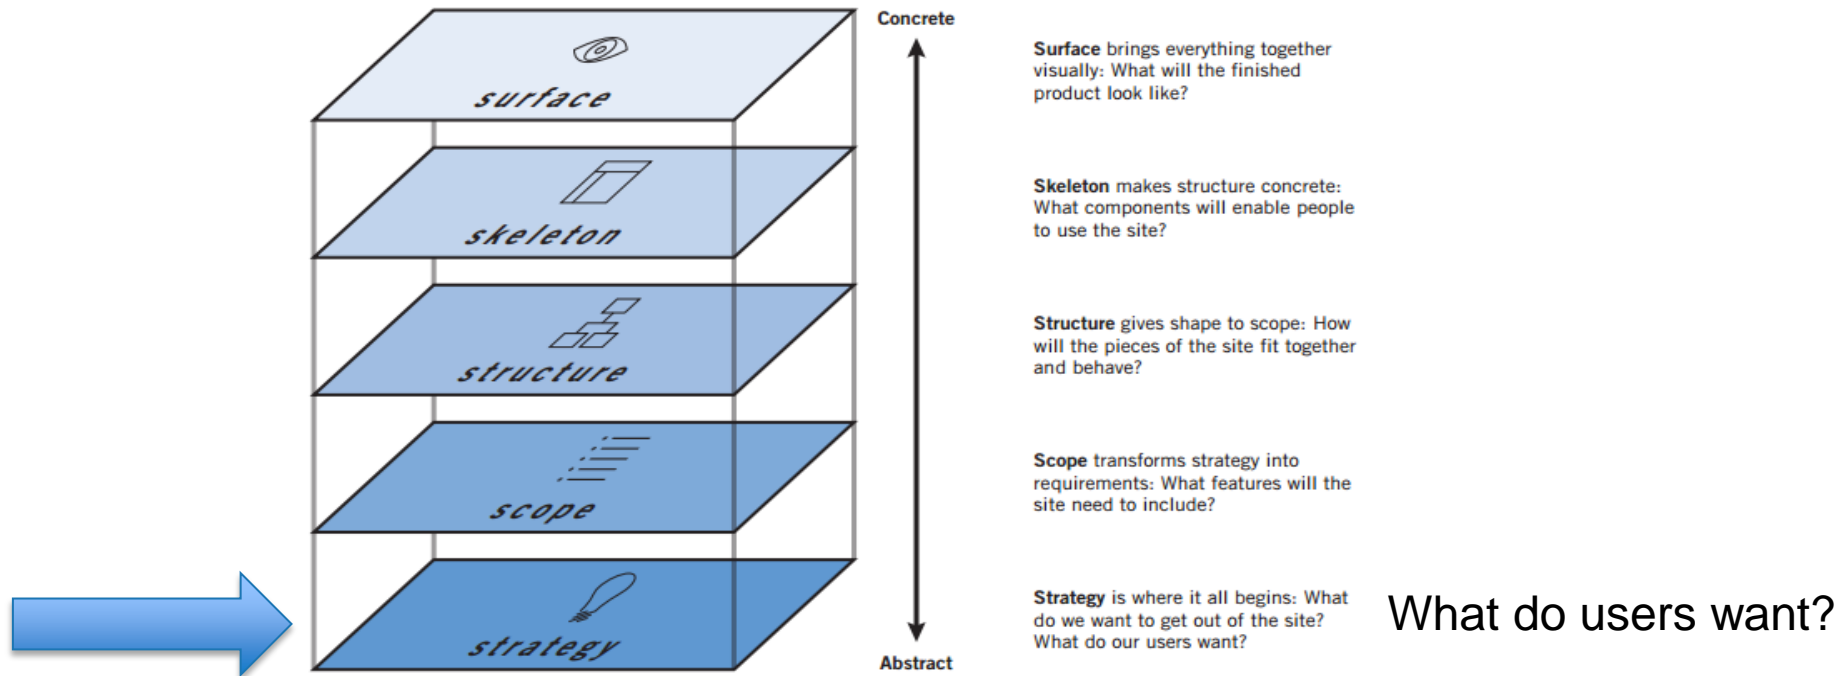 Concrete
surface
Surface brings everything together
visually: What will the finished
product look like?
skeleton
Skeleton makes structure concrete:
What components will enable people
to use the site?
structure
Structure gives shape to scope: How
will the pieces of the site fit together
and behave?
scope
Scope transforms strategy into
requirements: What features will the
site need to include?
strategy
Strategy is where it all begins: What
do we want to get out of the site?
What do our users want?
What do users want?
Abstract